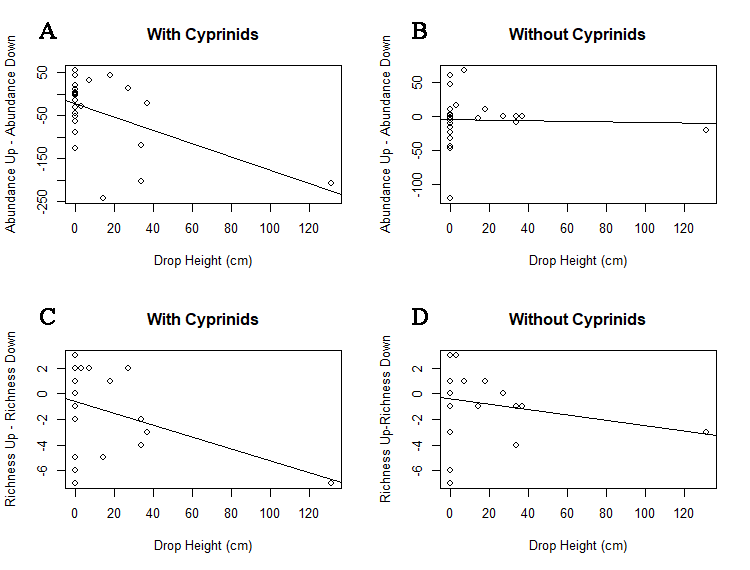 A
With Cyprinids
Abundance Up - Abundance Down
50
-50
-150
-250
0 20 40 60 80 100 120
Drop Height (cm)
B
Without Cyprinids
Abundance Up - Abundance Down
50
0
-50
-100
0 20 40 60 80 100 120
Drop Height (cm)
C
With Cyprinids
Richness Up - Richness Down
2
0
-2
-4
-6
0 20 40 60 80 100 120
Drop Height (cm)
D
Without Cyprinids
Richness Up-Richness Down
2
0
-2
-4
-6
0 20 40 60 80 100 120
Drop Height (cm)